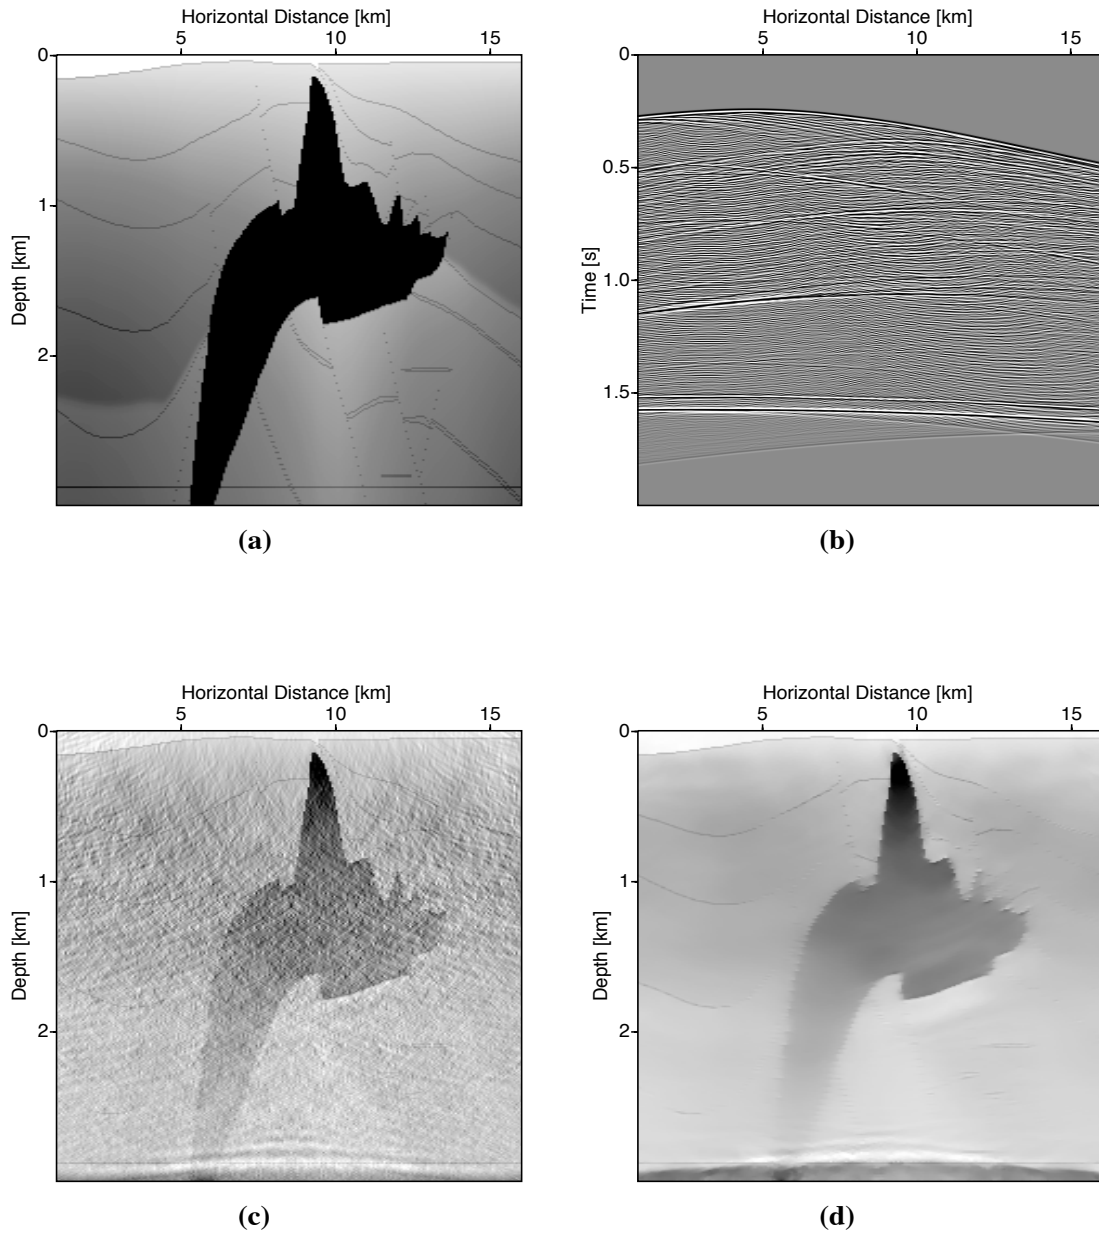 Horizontal Distance [km]
5 10 15
0
1
2
Depth [km]
(a)
Horizontal Distance [km]
5 10 15
0
0.5
1.0
1.5
Time [s]
(b)
Horizontal Distance [km]
5 10 15
0
1
2
Depth [km]
(c)
Horizontal Distance [km]
5 10 15
0
1
2
Depth [km]
(d)